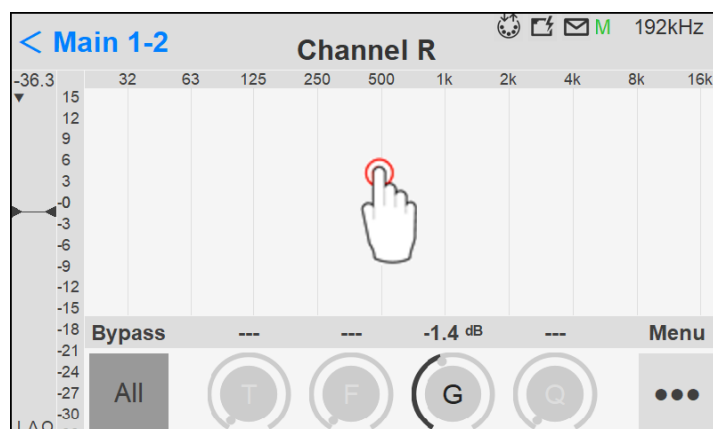 < Main 1-2
Channel R
M 192kHz
-36.3 32 63 125 250 500 1k 2k 4k 8k 16k
15
12
9
6
3
-0
-3
-6
-9
-12
-15
-18 Bypass --- --- -1.4 dB --- Menu
-21
-24
-27 All T F G Q •••
-30